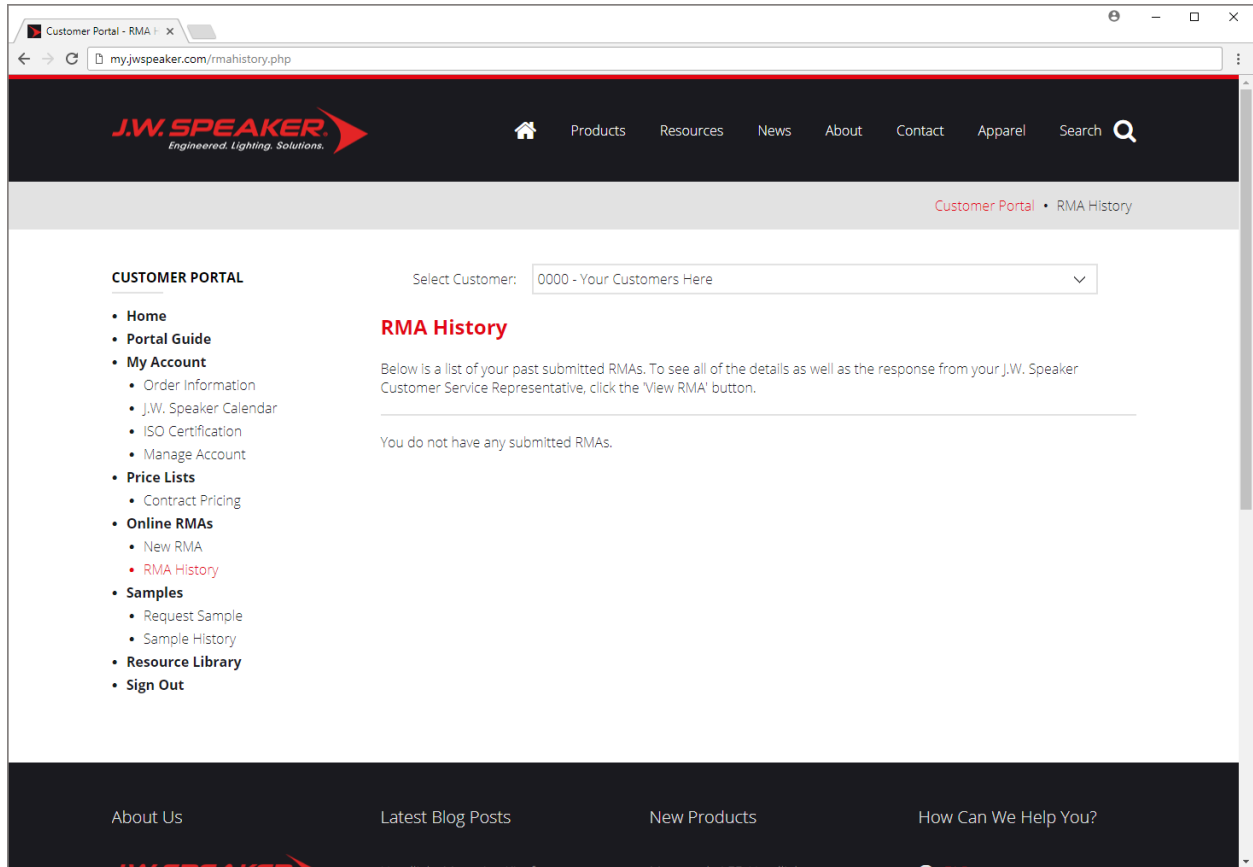 Customer Portal - RMA H
my.jwspeaker.com/rmahistory.php
J.W. SPEAKER®
Engineered. Lighting. Solutions.
Products Resources News About Contact Apparel Search
Customer Portal • RMA History
CUSTOMER PORTAL
• Home
• Portal Guide
• My Account
• Order Information
• J.W. Speaker Calendar
• ISO Certification
• Manage Account
• Price Lists
• Contract Pricing
• Online RMAs
• New RMA
• RMA History
• Samples
• Request Sample
• Sample History
• Resource Library
• Sign Out
Select Customer: 0000 - Your Customers Here
RMA History
Below is a list of your past submitted RMAs. To see all of the details as well as the response from your J.W. Speaker
Customer Service Representative, click the 'View RMA' button.
You do not have any submitted RMAs.
About Us Latest Blog Posts New Products How Can We Help You?
J.W. SPEAKER